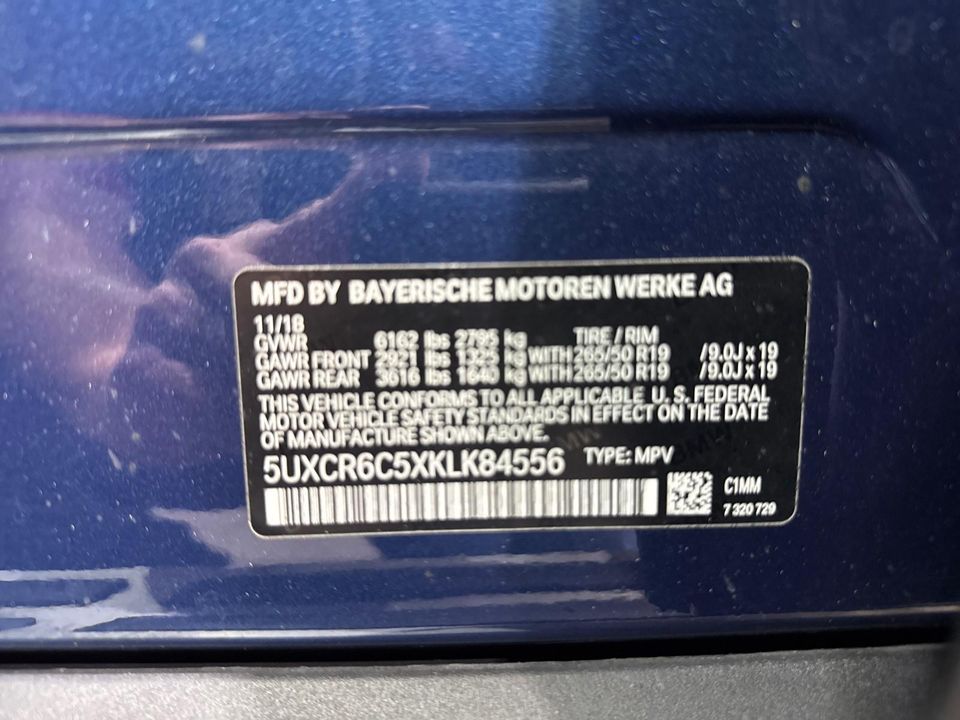 MFD BY BAYERISCHE MOTOREN WERKE AG
11/18
GVWR 6162 lbs 2795 kg TIRE / RIM
GAWR FRONT 2921 lbs 1325 kg WITH 265/50 R19 /9.0J x 19
GAWR REAR 3616 lbs 1640 kg WITH 265/50 R19 /9.0J x 19
THIS VEHICLE CONFORMS TO ALL APPLICABLE U. S. FEDERAL
MOTOR VEHICLE SAFETY STANDARDS IN EFFECT ON THE DATE
OF MANUFACTURE SHOWN ABOVE.
5UXCR6C5XKLK84556 TYPE: MPV
C1MM
7 320 729